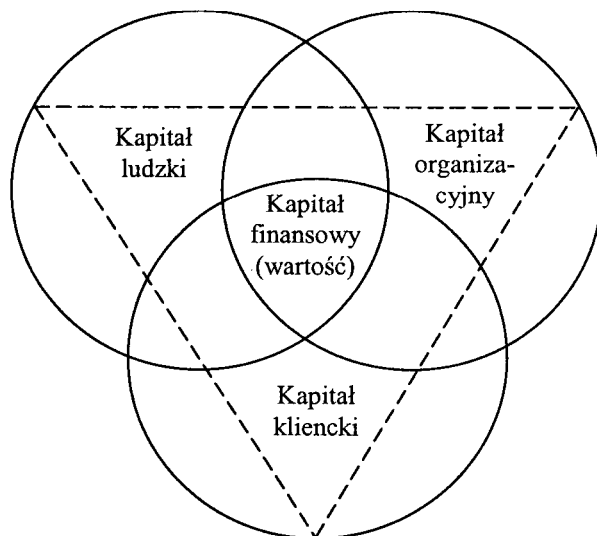 Kapitał
ludzki
Kapitał
organiza-
cyjny
Kapitał
finansowy
(wartość)
Kapitał
kliencki